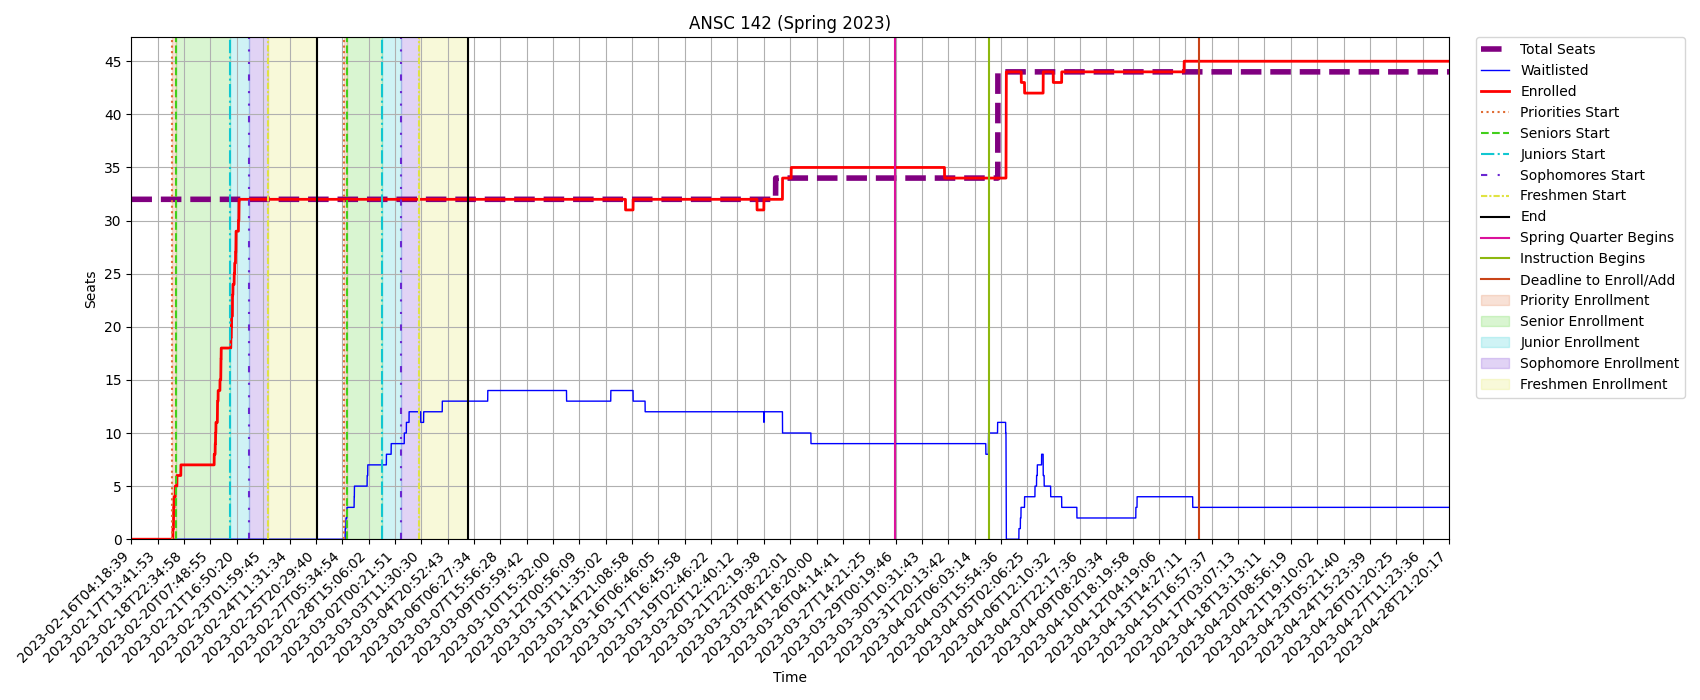 ANSC 142 (Spring 2023)
Seats
45
40
35
30
25
20
15
10
5
0
2023-02-16T04:18:39
2023-02-17T13:41:53
2023-02-18T22:34:58
2023-02-20T07:48:55
2023-02-21T16:50:20
2023-02-23T01:59:45
2023-02-24T11:31:34
2023-02-25T20:29:40
2023-02-27T05:34:54
2023-02-28T15:06:02
2023-03-02T00:21:51
2023-03-03T11:30:30
2023-03-04T20:52:43
2023-03-06T06:27:34
2023-03-07T15:56:28
2023-03-09T05:59:42
2023-03-10T15:32:00
2023-03-12T00:56:09
2023-03-13T11:35:02
2023-03-14T21:08:58
2023-03-16T06:46:05
2023-03-17T16:45:58
2023-03-19T02:46:22
2023-03-20T12:40:12
2023-03-21T22:19:38
2023-03-23T08:22:01
2023-03-24T18:20:00
2023-03-26T04:14:41
2023-03-27T14:21:25
2023-03-29T00:19:46
2023-03-30T10:31:43
2023-03-31T20:13:42
2023-04-02T06:03:14
2023-04-03T15:54:36
2023-04-05T02:06:25
2023-04-06T12:10:32
2023-04-07T22:17:36
2023-04-09T08:20:34
2023-04-10T18:19:58
2023-04-12T04:19:06
2023-04-13T14:27:11
2023-04-15T16:57:37
2023-04-17T03:07:13
2023-04-18T13:13:11
2023-04-20T08:56:19
2023-04-21T19:10:02
2023-04-23T05:21:40
2023-04-24T15:23:39
2023-04-26T01:20:25
2023-04-27T11:23:36
2023-04-28T21:20:17
Time
Total Seats
Waitlisted
Enrolled
Priorities Start
Seniors Start
Juniors Start
Sophomores Start
Freshmen Start
End
Spring Quarter Begins
Instruction Begins
Deadline to Enroll/Add
Priority Enrollment
Senior Enrollment
Junior Enrollment
Sophomore Enrollment
Freshmen Enrollment